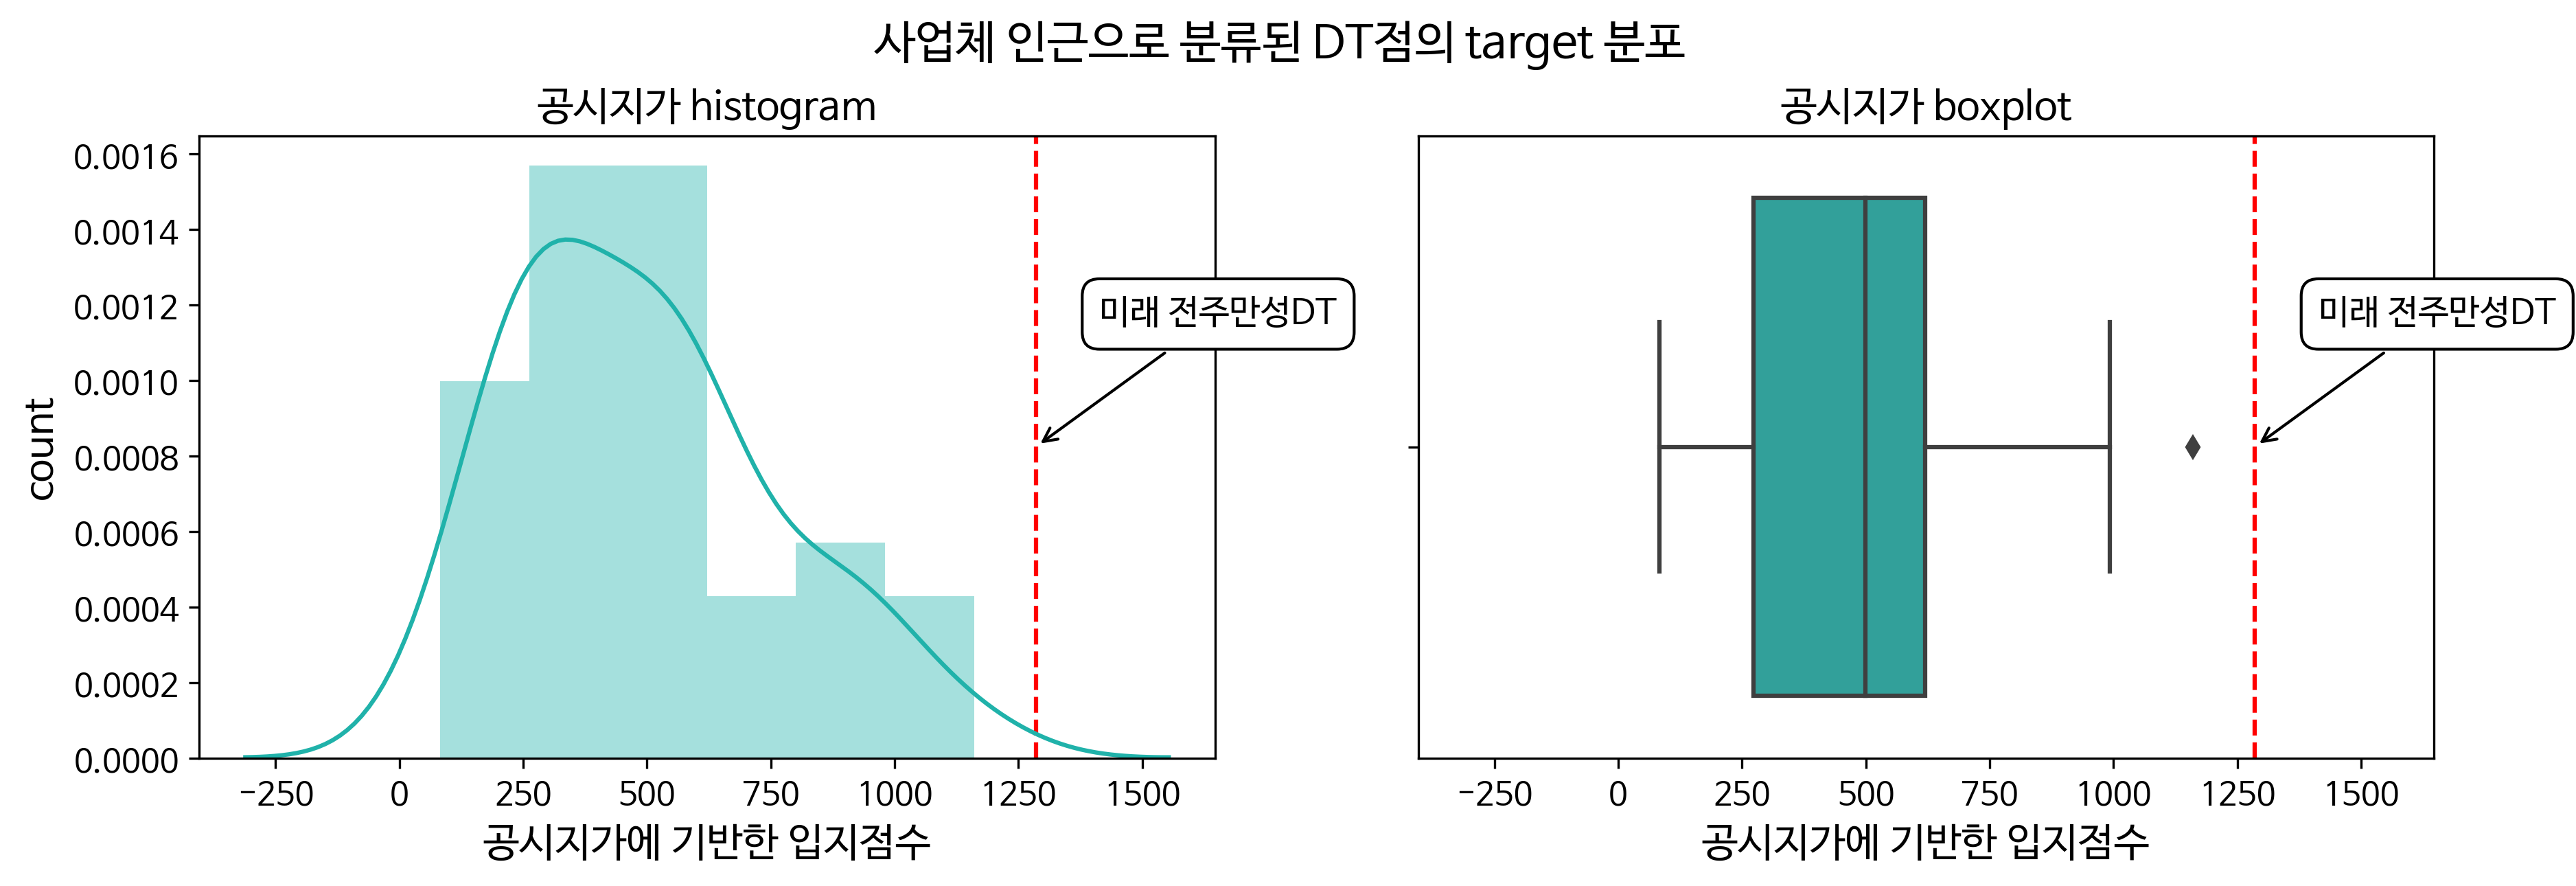 사업체 인근으로 분류된 DT점의 target 분포
공시지가 histogram
count
0.0016
0.0014
0.0012
0.0010
0.0008
0.0006
0.0004
0.0002
0.0000
미래 전주만성DT
−250 0 250 500 750 1000 1250 1500
공시지가에 기반한 입지점수
공시지가 boxplot
미래 전주만성DT
−250 0 250 500 750 1000 1250 1500
공시지가에 기반한 입지점수